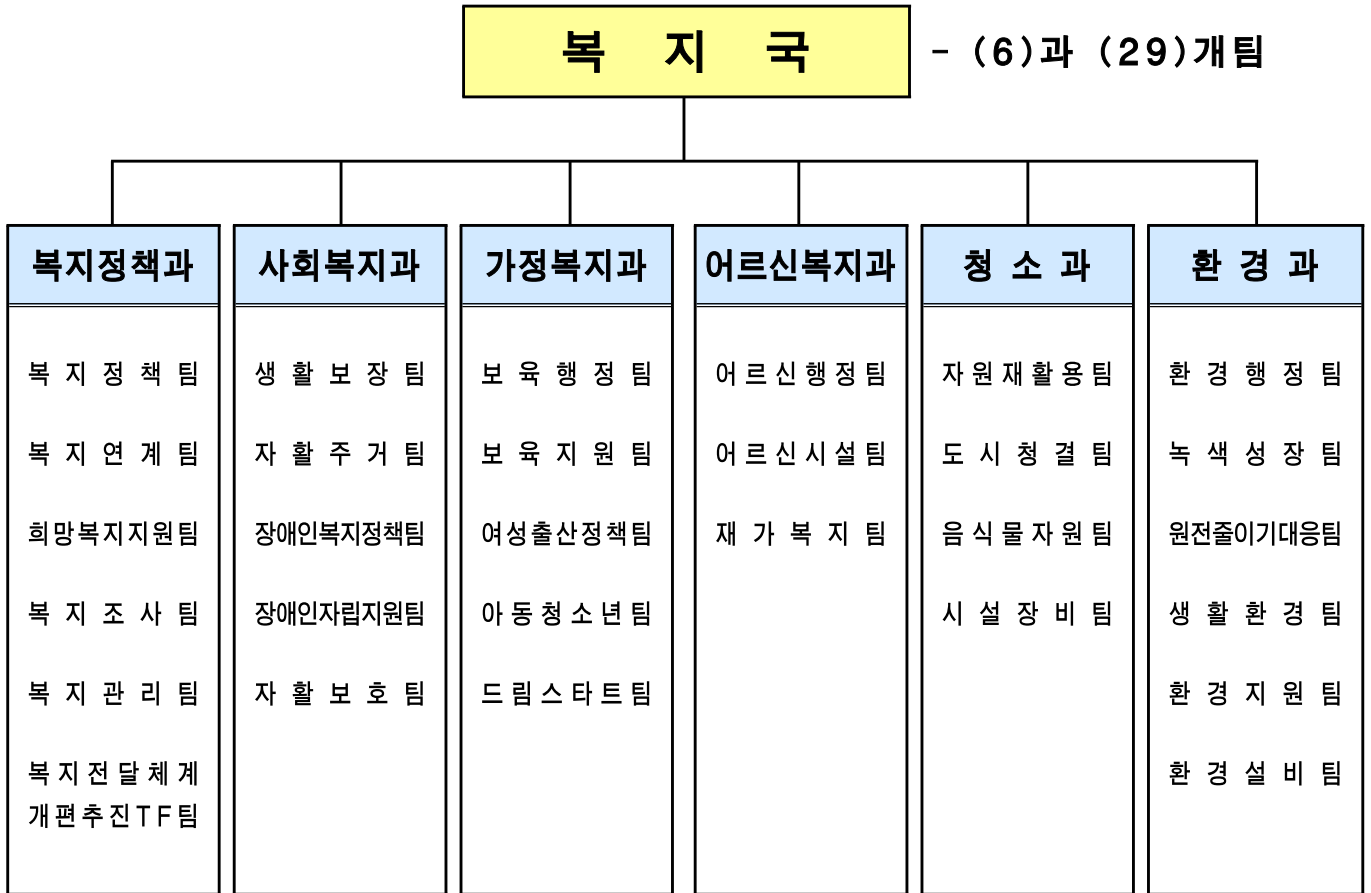 복 지 국
- (6)과 (29)개팀
복지정책과
복지정책팀
복지연계팀
희망복지지원팀
복지조사팀
복지관리팀
복지전달체계
개편추진TF팀
사회복지과
생활보장팀
자활주거팀
장애인복지정책팀
장애인자립지원팀
자활보호팀
가정복지과
보육행정팀
보육지원팀
여성출산정책팀
아동청소년팀
드림스타트팀
어르신복지과
어르신행정팀
어르신시설팀
재가복지팀
청 소 과
자원재활용팀
도시청결팀
음식물자원팀
시설장비팀
환 경 과
환경행정팀
녹색성장팀
원전줄이기대응팀
생활환경팀
환경지원팀
환경설비팀